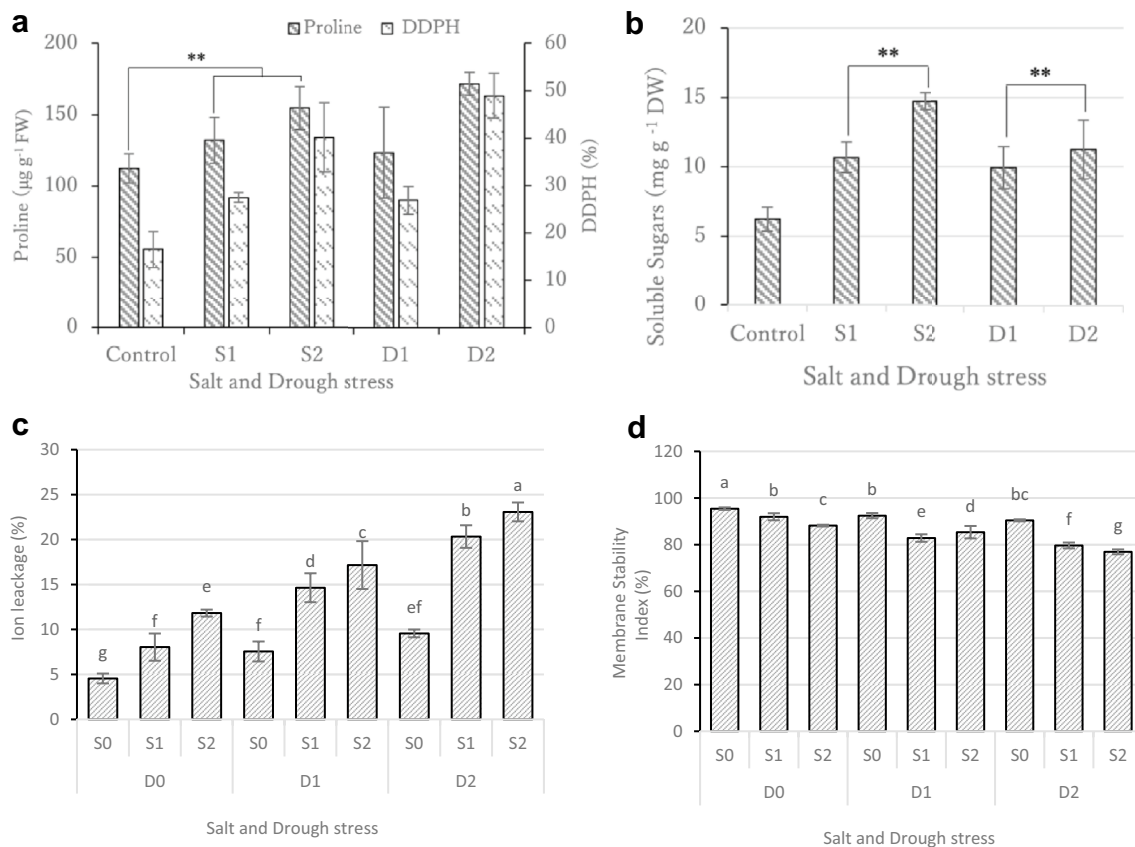 a
Proline DDPH
200
150
100
50
0
Proline (µg g-1 FW)
**
60
50
40
30
20
10
0
DDPH (%)
Control S1 S2 D1 D2
Salt and Drough stress
b
20
15
10
5
0
Soluble Sugars (mg g -1 DW)
** **
Control S1 S2 D1 D2
Salt and Drough stress
c
30
25
20
15
10
5
0
Ion leackage (%)
g f e f d c ef b a
S0 S1 S2 S0 S1 S2 S0 S1 S2
D0 D1 D2
Salt and Drough stress
d
120
100
80
60
40
20
0
Membrane Stability
Index (%)
a b c b e d bc f g
S0 S1 S2 S0 S1 S2 S0 S1 S2
D0 D1 D2
Salt and Drough stress